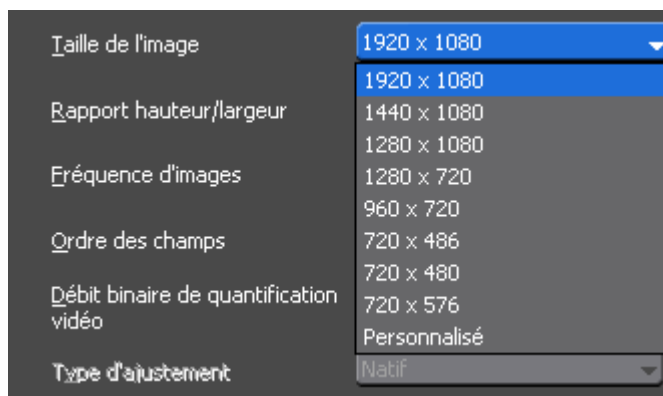 Taille de l'image 1920 x 1080
1920 x 1080
Rapport hauteur/largeur 1440 x 1080
1280 x 1080
Fréquence d'images 1280 x 720
960 x 720
Ordre des champs 720 x 486
720 x 480
Débit binaire de quantification
vidéo 720 x 576
Personnalisé
Type d'ajustement Natif